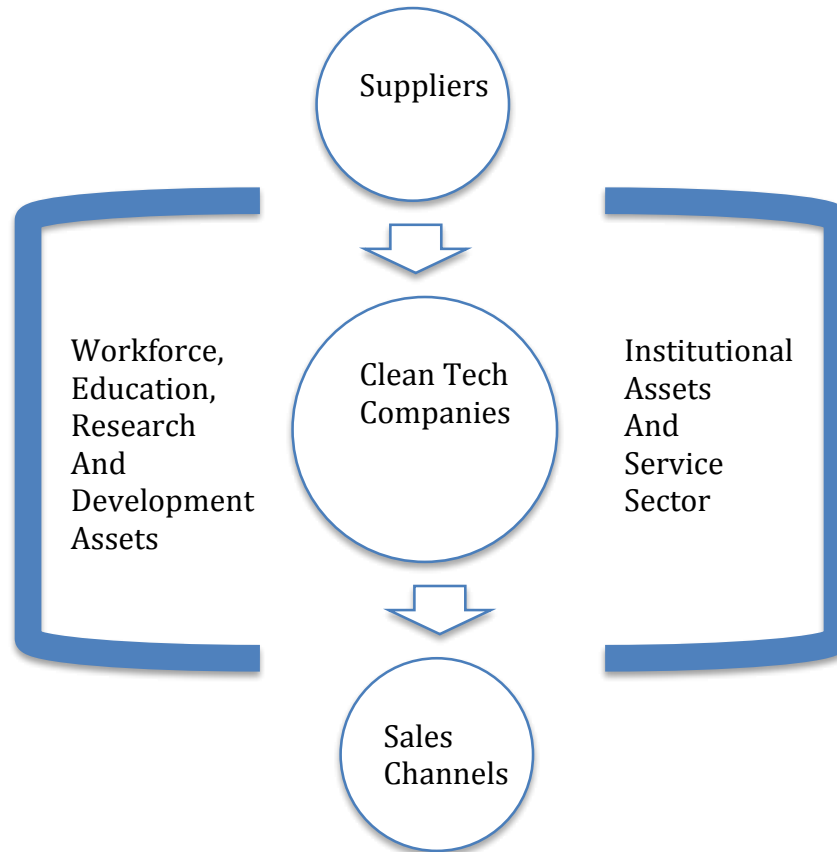 Suppliers
Workforce,
Education,
Research
And
Development
Assets
Clean Tech
Companies
Institutional
Assets
And
Service
Sector
Sales
Channels